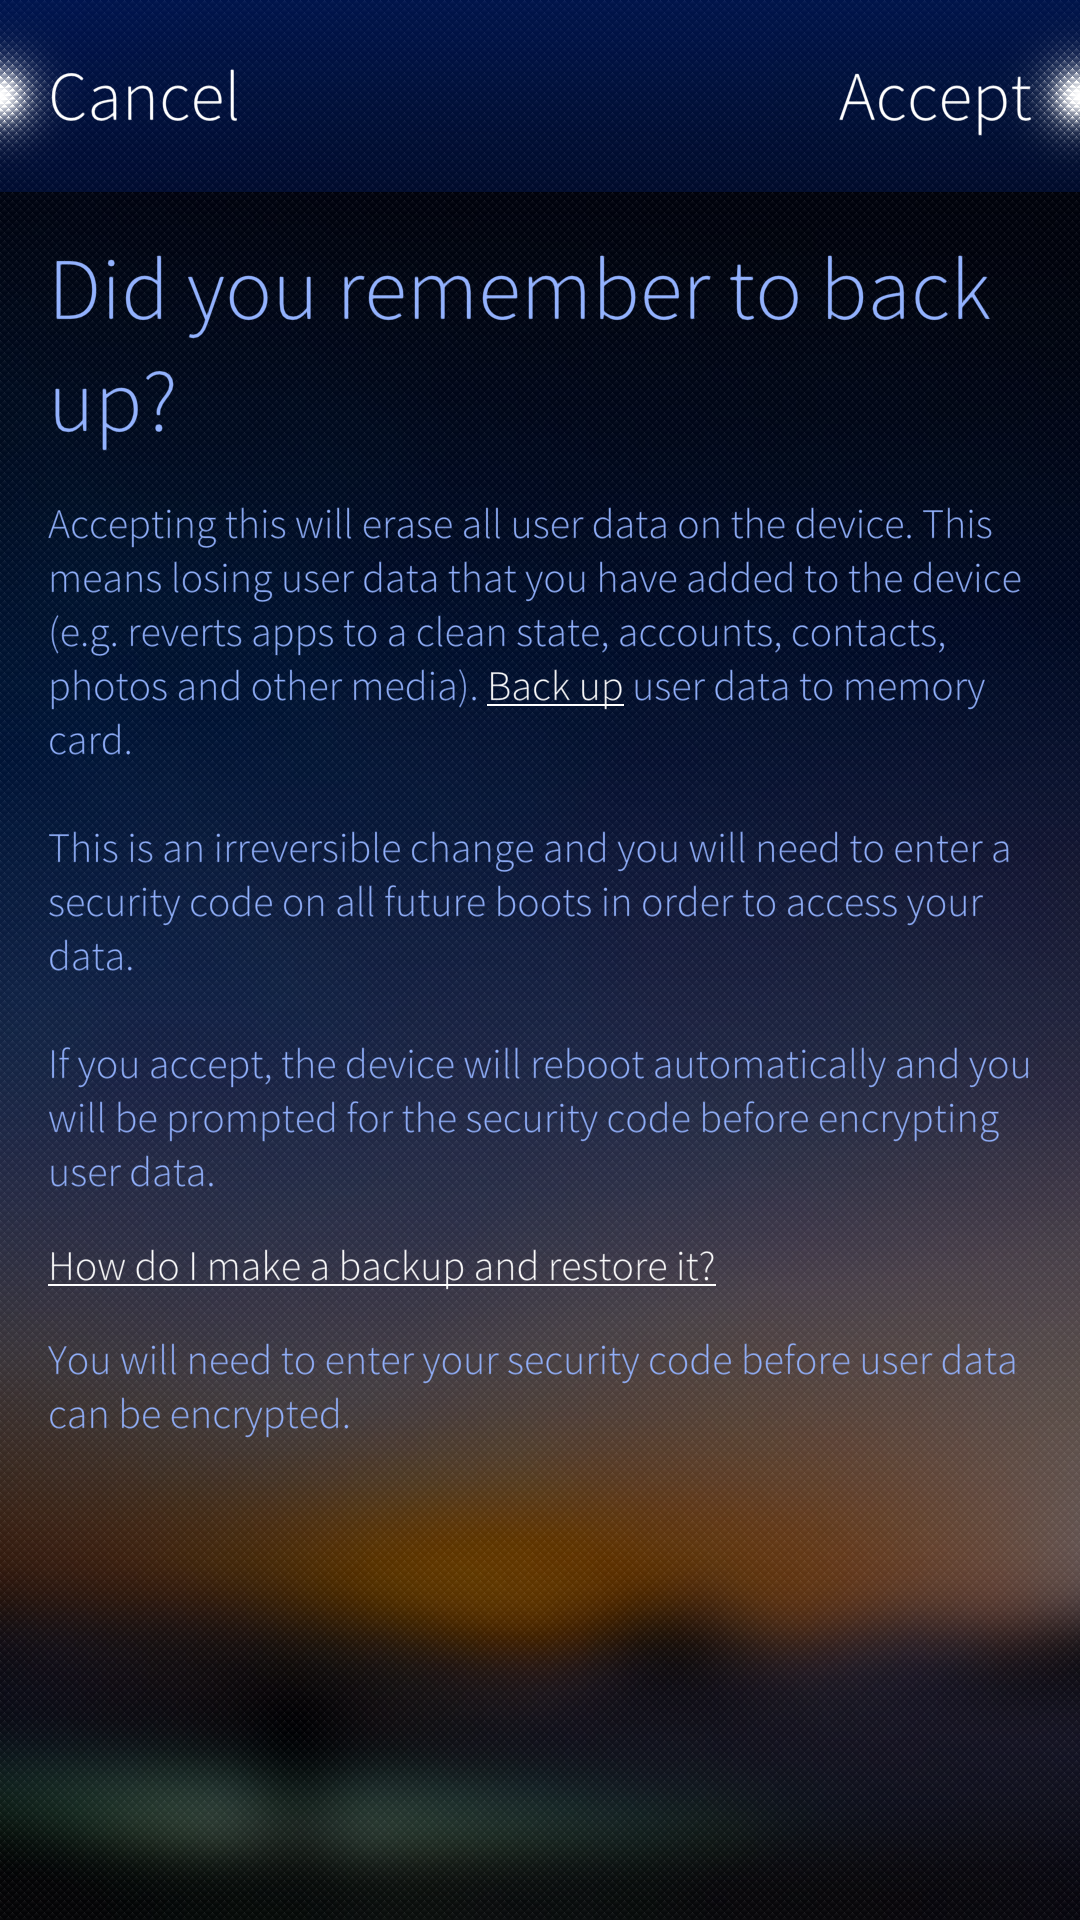 Cancel
Accept
Did you remember to back
up?
Accepting this will erase all user data on the device. This
means losing user data that you have added to the device
(e.g. reverts apps to a clean state, accounts, contacts,
photos and other media). Back up user data to memory
card.
This is an irreversible change and you will need to enter a
security code on all future boots in order to access your
data.
If you accept, the device will reboot automatically and you
will be prompted for the security code before encrypting
user data.
How do I make a backup and restore it?
You will need to enter your security code before user data
can be encrypted.